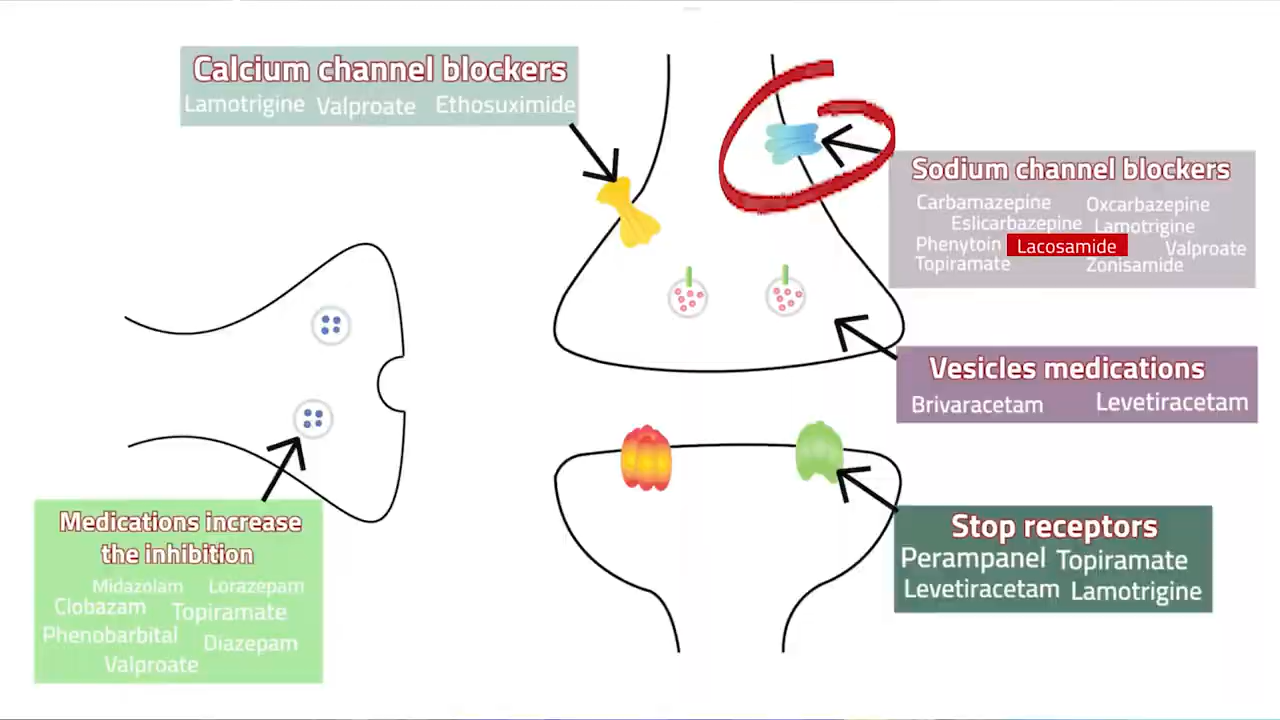 Calcium channel blockers
Lamotrigine Valproate Ethosuximide
Sodium channel blockers
Carbamazepine Oxcarbazepine
Eslicarbazepine Lamotrigine
Phenytoin Lacosamide Valproate
Topiramate Zonisamide
Vesicles medications
Brivaracetam Levetiracetam
Medications increase
the inhibition
Midazolam Lorazepam
Clobazam Topiramate
Phenobarbital Diazepam
Valproate
Stop receptors
Perampanel Topiramate
Levetiracetam Lamotrigine